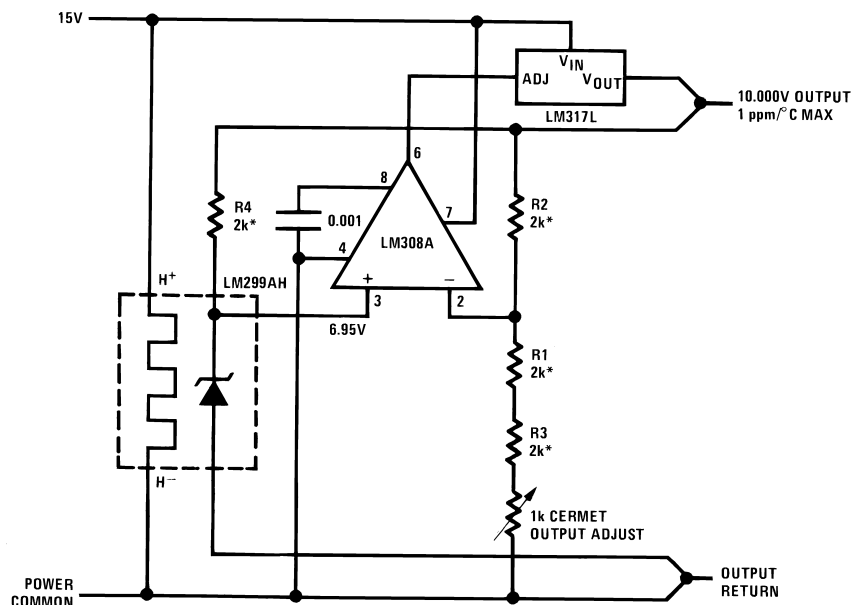 15V
V_IN
ADJ
V_OUT
LM317L
10.000V OUTPUT
1 ppm/°C MAX
6
8
R4
2k*
0.001
7
R2
2k*
4
LM308A
H+
LM299AH
+
−
3
2
6.95V
R1
2k*
R3
2k*
H−
1k CERMET
OUTPUT ADJUST
POWER
COMMON
OUTPUT
RETURN